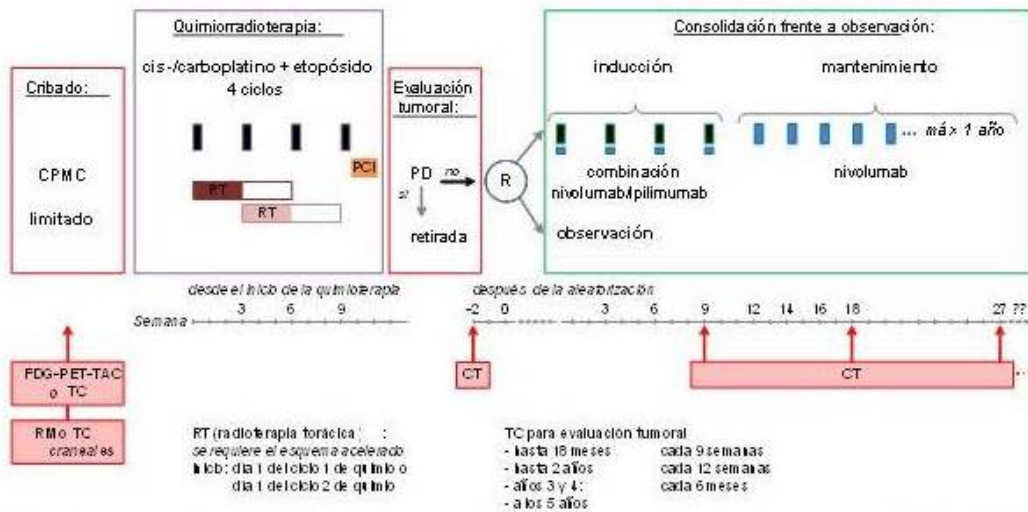 Cribado:
CPMC
limitado
Quimiorradioterapia:
cis-/carboplatino + etopósido
4 ciclos
PCI
RT
RT
Evaluación
tumoral:
PD
no
sí
retirada
R
Consolidación frente a observación:
inducción
mantenimiento
... máx 1 año
combinación
nivolumab/ipilimumab
nivolumab
observación
desde el inicio de la quimioterapia
Semana
3 6 9
después de la aleatorización
-2 0 3 6 9 12 14 16 18 27 ??
FDG-PET-TAC
o TC
RM o TC
craneales
CT
CT
...
RT (radioterapia torácica) :
se requiere el esquema acelerado
Inicio: día 1 del ciclo 1 de quimio o
día 1 del ciclo 2 de quimio
TC para evaluación tumoral
- hasta 18 meses cada 9 semanas
- hasta 2 años cada 12 semanas
- años 3 y 4: cada 6 meses
- a los 5 años